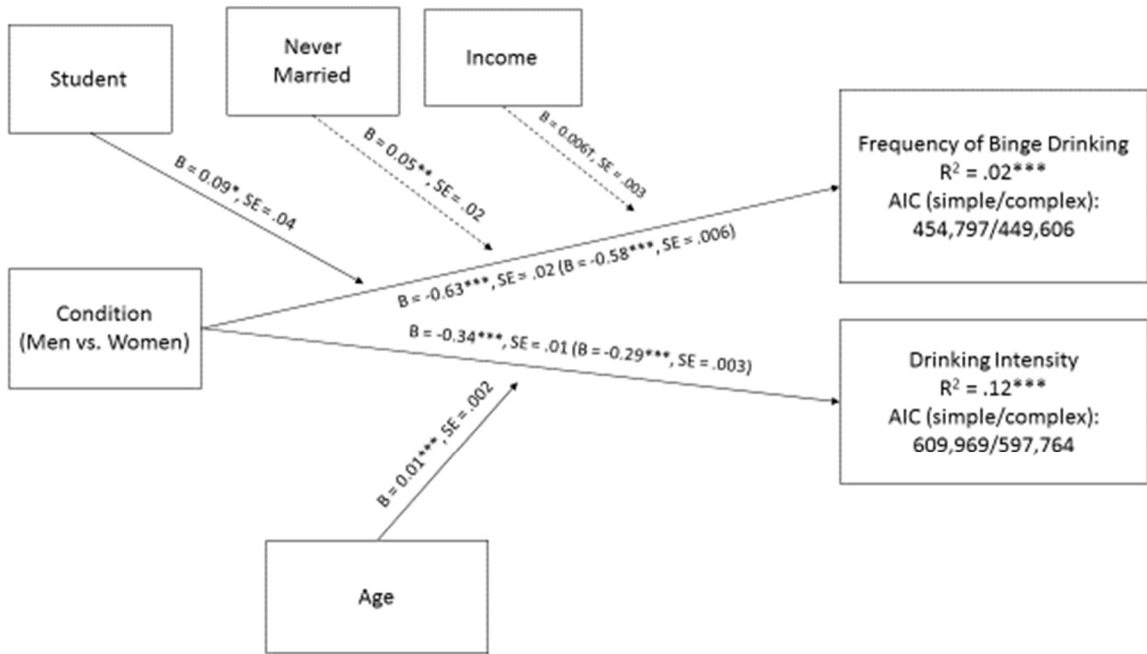 Student
Never
Married
Income
B = 0.09*, SE = .04
B = 0.05**, SE = .02
B = 0.006†, SE = .003
Frequency of Binge Drinking
R² = .02***
AIC (simple/complex):
454,797/449,606
B = -0.63***, SE = .02 (B = -0.58***, SE = .006)
Condition
(Men vs. Women)
B = -0.34***, SE = .01 (B = -0.29***, SE = .003)
Drinking Intensity
R² = .12***
AIC (simple/complex):
609,969/597,764
B = 0.01***, SE = .002
Age